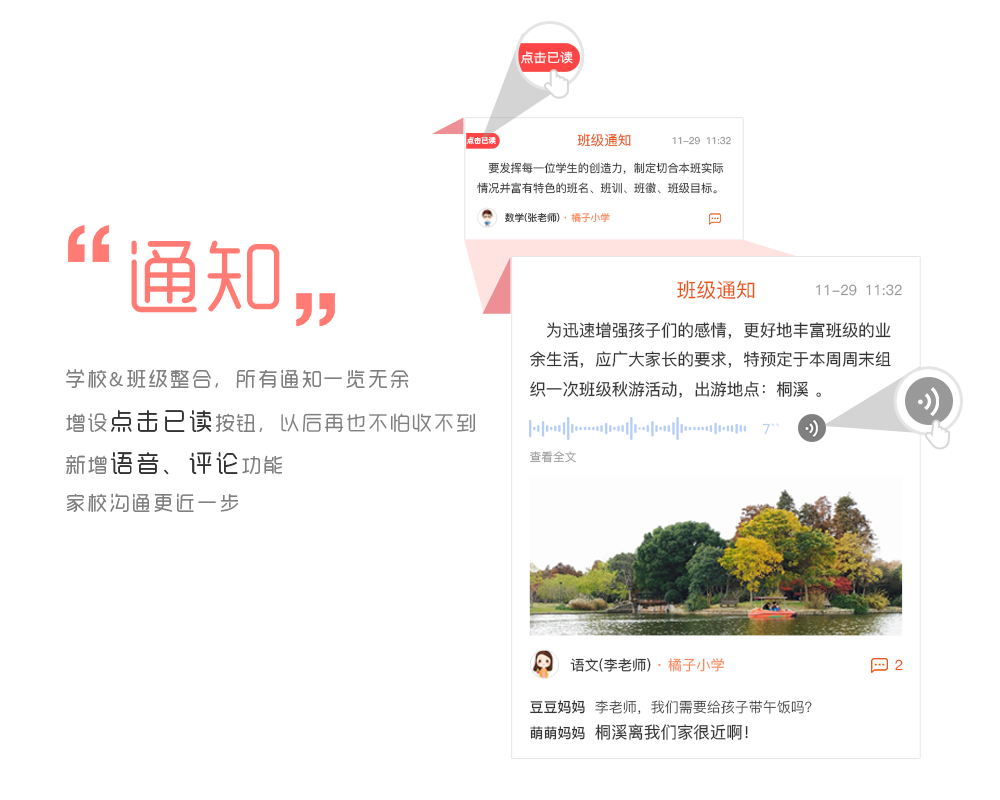 点击已读
点击已读
班级通知 11-29 11:32
要发挥每一位学生的创造力，制定切合本班实际
情况并富有特色的班名、班训、班徽、班级目标。
数学(张老师) · 橘子小学
“通知”
学校&班级整合，所有通知一览无余
增设点击已读按钮，以后再也不怕收不到
新增语音、评论功能
家校沟通更近一步
班级通知 11-29 11:32
为迅速增强孩子们的感情，更好地丰富班级的业
余生活，应广大家长的要求，特预定于本周周末组
织一次班级秋游活动，出游地点：桐溪 。
7``
查看全文
语文(李老师) · 橘子小学 2
豆豆妈妈 李老师，我们需要给孩子带午饭吗?
萌萌妈妈 桐溪离我们家很近啊！